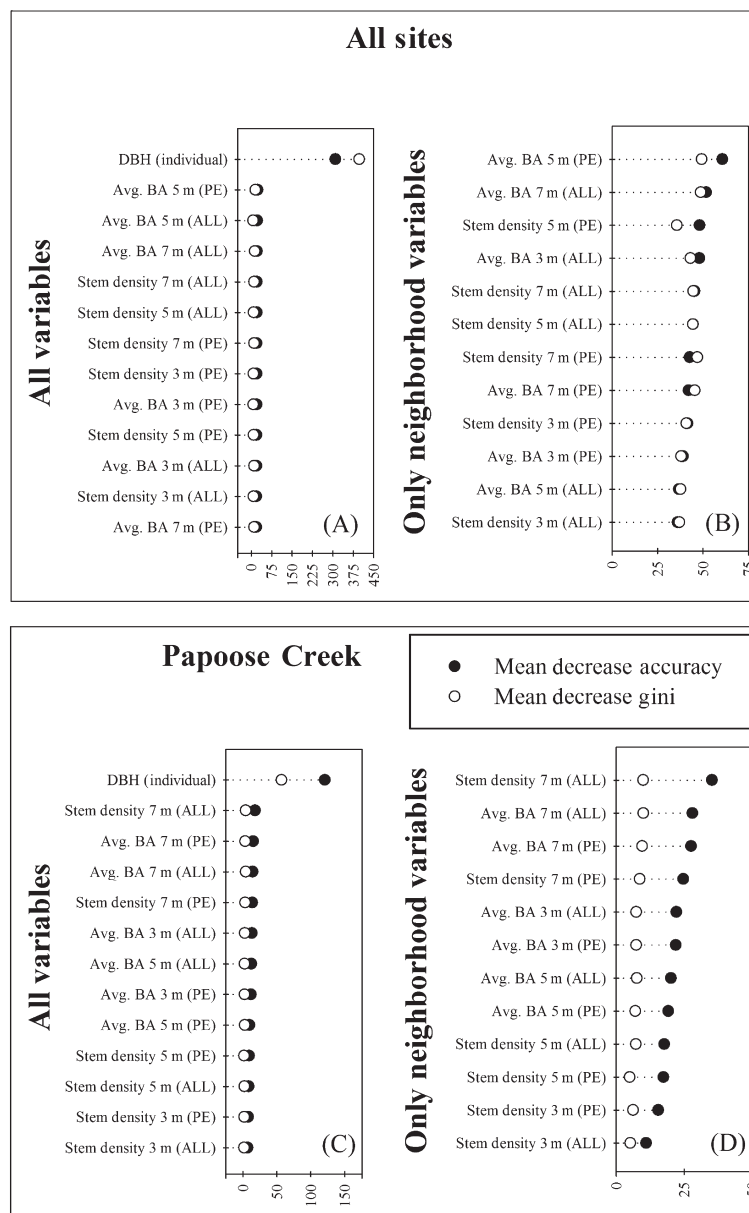 All sites
All variables
DBH (individual)
Avg. BA 5 m (PE)
Avg. BA 5 m (ALL)
Avg. BA 7 m (ALL)
Stem density 7 m (ALL)
Stem density 5 m (ALL)
Stem density 7 m (PE)
Stem density 3 m (PE)
Avg. BA 3 m (PE)
Stem density 5 m (PE)
Avg. BA 3 m (ALL)
Stem density 3 m (ALL)
Avg. BA 7 m (PE)
(A)
0 75 150 225 300 375 450
Only neighborhood variables
Avg. BA 5 m (PE)
Avg. BA 7 m (ALL)
Stem density 5 m (PE)
Avg. BA 3 m (ALL)
Stem density 7 m (ALL)
Stem density 5 m (ALL)
Stem density 7 m (PE)
Avg. BA 7 m (PE)
Stem density 3 m (PE)
Avg. BA 3 m (PE)
Avg. BA 5 m (ALL)
Stem density 3 m (ALL)
(B)
0 25 50 75
Papoose Creek
Mean decrease accuracy
Mean decrease gini
All variables
DBH (individual)
Stem density 7 m (ALL)
Avg. BA 7 m (PE)
Avg. BA 7 m (ALL)
Stem density 7 m (PE)
Avg. BA 3 m (ALL)
Avg. BA 5 m (ALL)
Avg. BA 3 m (PE)
Avg. BA 5 m (PE)
Stem density 5 m (PE)
Stem density 5 m (ALL)
Stem density 3 m (PE)
Stem density 3 m (ALL)
(C)
0 50 100 150
Only neighborhood variables
Stem density 7 m (ALL)
Avg. BA 7 m (ALL)
Avg. BA 7 m (PE)
Stem density 7 m (PE)
Avg. BA 3 m (ALL)
Avg. BA 3 m (PE)
Avg. BA 5 m (ALL)
Avg. BA 5 m (PE)
Stem density 5 m (ALL)
Stem density 5 m (PE)
Stem density 3 m (PE)
Stem density 3 m (ALL)
(D)
0 25 50